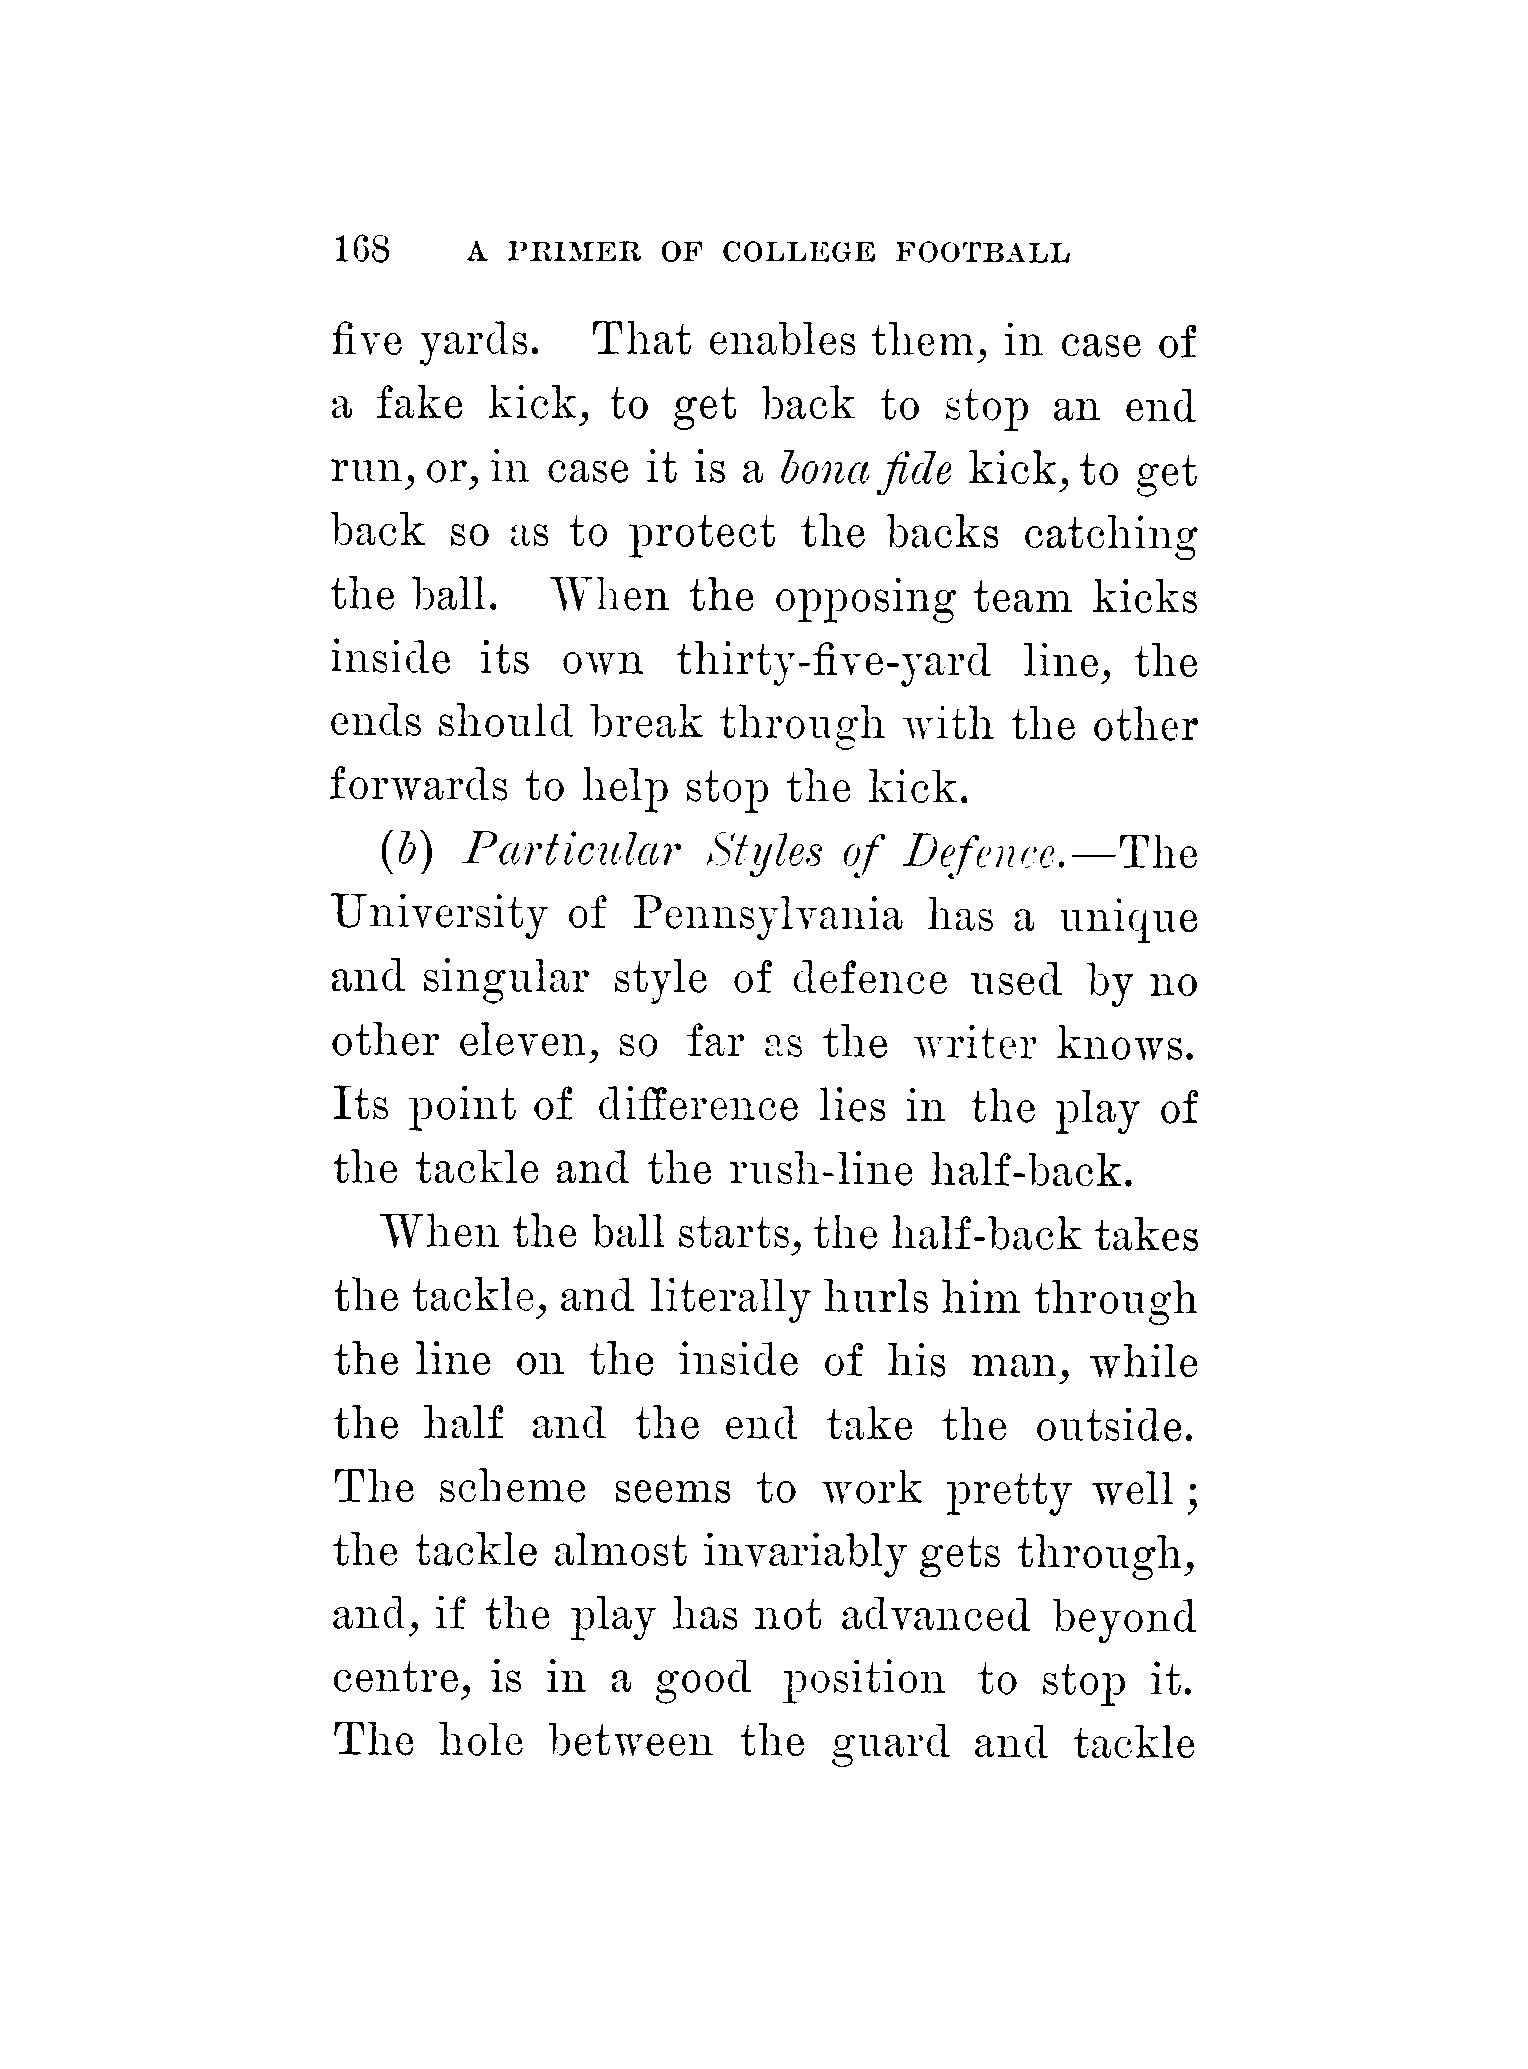 168 A PRIMER OF COLLEGE FOOTBALL
five yards. That enables them, in case of
a fake kick, to get back to stop an end
run, or, in case it is a bona fide kick, to get
back so as to protect the backs catching
the ball. When the opposing team kicks
inside its own thirty-five-yard line, the
ends should break through with the other
forwards to help stop the kick.
(b) Particular Styles of Defence.—The
University of Pennsylvania has a unique
and singular style of defence used by no
other eleven, so far as the writer knows.
Its point of difference lies in the play of
the tackle and the rush-line half-back.
When the ball starts, the half-back takes
the tackle, and literally hurls him through
the line on the inside of his man, while
the half and the end take the outside.
The scheme seems to work pretty well ;
the tackle almost invariably gets through,
and, if the play has not advanced beyond
centre, is in a good position to stop it.
The hole between the guard and tackle